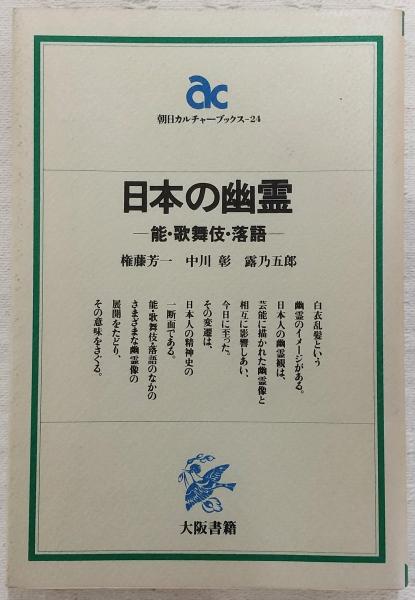 ac
朝日カルチャーブックス-24
日本の幽霊
―能・歌舞伎・落語―
権藤芳一 中川彰 露乃五郎
白衣乱髪という
幽霊のイメージがある。
日本人の幽霊観は、
芸能に描かれた幽霊像と
相互に影響しあい、
今日に至った。
その変遷は、
日本人の精神史の
一断面である。
能・歌舞伎・落語のなかの
さまざまな幽霊像の
展開をたどり、
その意味をさぐる。
大阪書籍